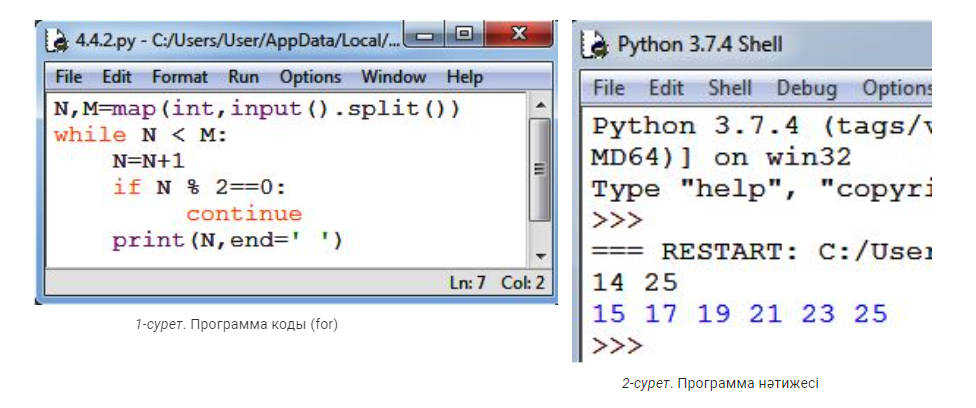 4.4.2.py - C:/Users/User/AppData/Local/...
File Edit Format Run Options Window Help
N,M=map(int,input().split())
while N < M:
    N=N+1
    if N % 2==0:
        continue
    print(N,end=' ')
Ln: 7 Col: 2
1-сурет. Программа коды (for)
Python 3.7.4 Shell
File Edit Shell Debug Options
Python 3.7.4 (tags/
MD64)] on win32
Type "help", "copyri
>>>
=== RESTART: C:/User
14 25
15 17 19 21 23 25
>>>
2-сурет. Программа нәтижесі